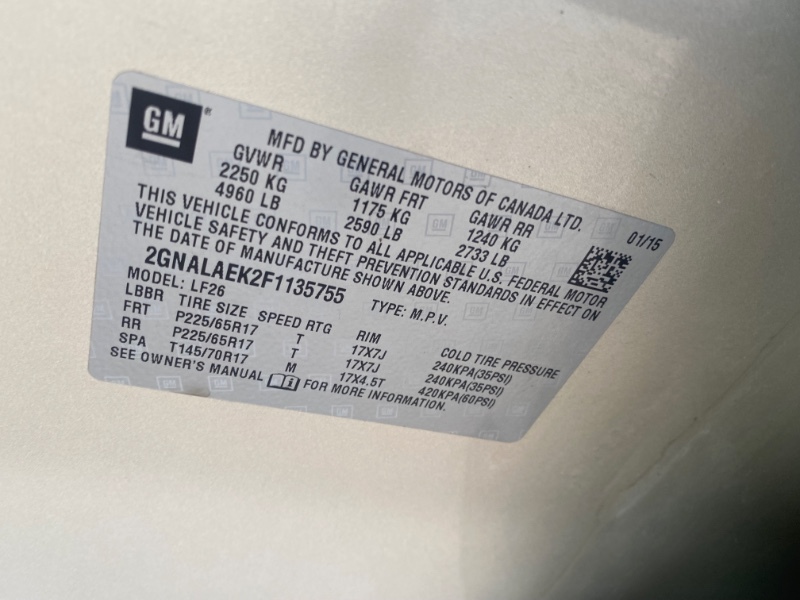 GM
MFD BY GENERAL MOTORS OF CANADA LTD. 01/15
GVWR GAWR FRT GAWR RR
2250 KG 1175 KG 1240 KG
4960 LB 2590 LB 2733 LB
THIS VEHICLE CONFORMS TO ALL APPLICABLE U.S. FEDERAL MOTOR
VEHICLE SAFETY AND THEFT PREVENTION STANDARDS IN EFFECT ON
THE DATE OF MANUFACTURE SHOWN ABOVE.
2GNALAEK2F1135755 TYPE: M.P.V.
MODEL: LF26
LBBR TIRE SIZE SPEED RTG RIM COLD TIRE PRESSURE
FRT P225/65R17 T 17X7J 240KPA(35PSI)
RR P225/65R17 T 17X7J 240KPA(35PSI)
SPA T145/70R17 M 17X4.5T 420KPA(60PSI)
SEE OWNER'S MANUAL FOR MORE INFORMATION.